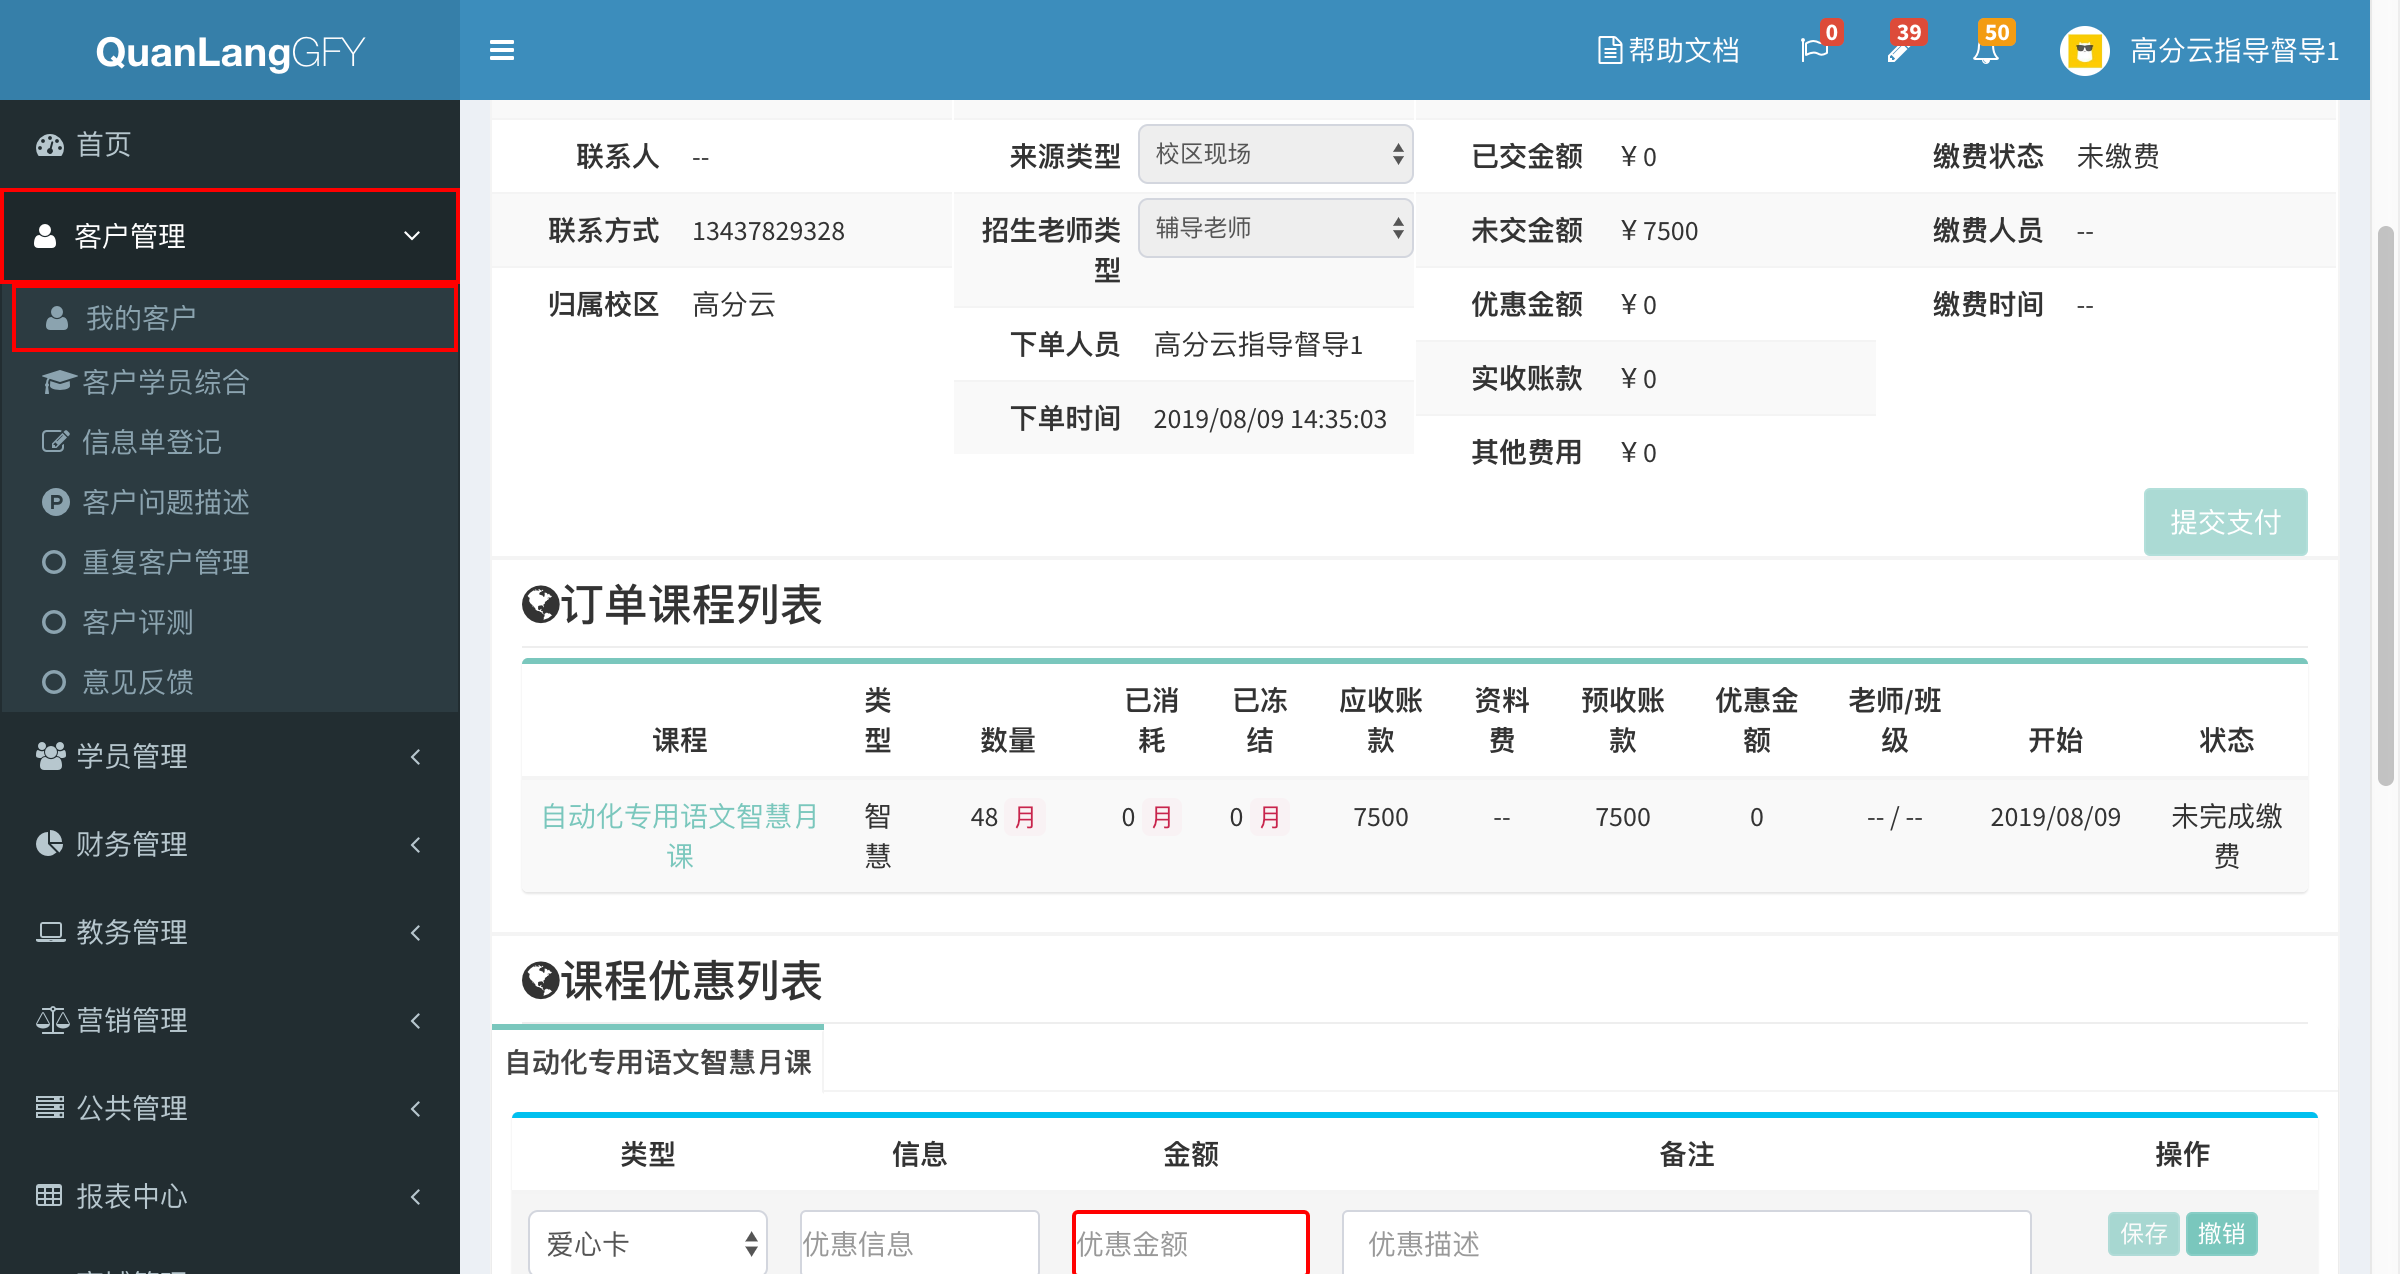 QuanLangGFY
帮助文档
0
39
50
高分云指导督导1
首页
客户管理
我的客户
客户学员综合
信息单登记
客户问题描述
重复客户管理
客户评测
意见反馈
学员管理
财务管理
教务管理
营销管理
公共管理
报表中心
联系人 --
联系方式 13437829328
归属校区 高分云
来源类型 校区现场
招生老师类
型
辅导老师
下单人员 高分云指导督导1
下单时间 2019/08/09 14:35:03
已交金额 ¥ 0
未交金额 ¥ 7500
优惠金额 ¥ 0
实收账款 ¥ 0
其他费用 ¥ 0
缴费状态 未缴费
缴费人员 --
缴费时间 --
提交支付
订单课程列表
课程 类型 数量 已消耗 已冻结 应收账款 资料费 预收账款 优惠金额 老师/班级 开始 状态
自动化专用语文智慧月课 智慧 48 月 0 月 0 月 7500 -- 7500 0 -- / -- 2019/08/09 未完成缴费
课程优惠列表
自动化专用语文智慧月课
类型 信息 金额 备注 操作
爱心卡 优惠信息 优惠金额 优惠描述 保存 撤销